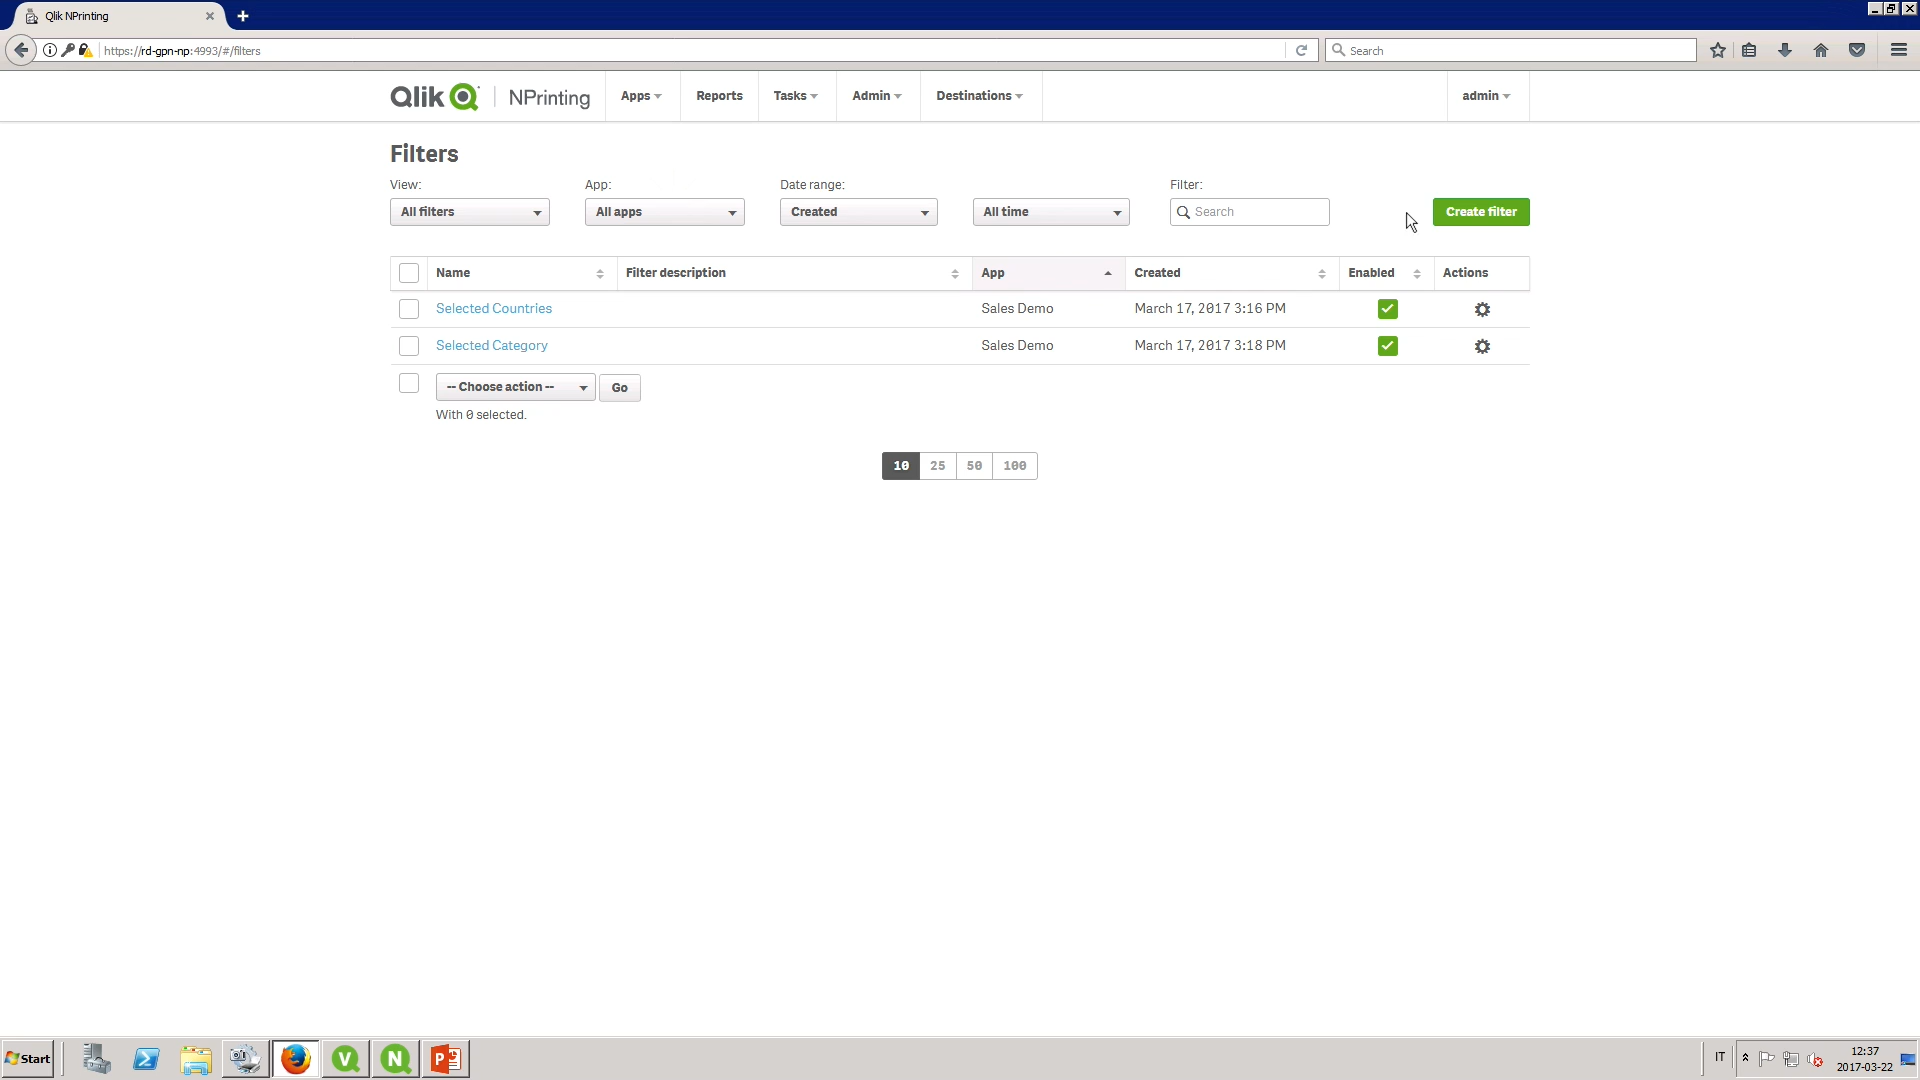 Qlik NPrinting
https://rd-gpn-np:4993/#/filters
Search
Qlik NPrinting
Apps
Reports
Tasks
Admin
Destinations
admin
Filters
View:
App:
Date range:
Filter:
All filters
All apps
Created
All time
Search
Create filter
Name
Filter description
App
Created
Enabled
Actions
Selected Countries
Sales Demo
March 17, 2017 3:16 PM
Selected Category
Sales Demo
March 17, 2017 3:18 PM
-- Choose action --
Go
With 0 selected.
10 25 50 100
Start
IT
12:37
2017-03-22